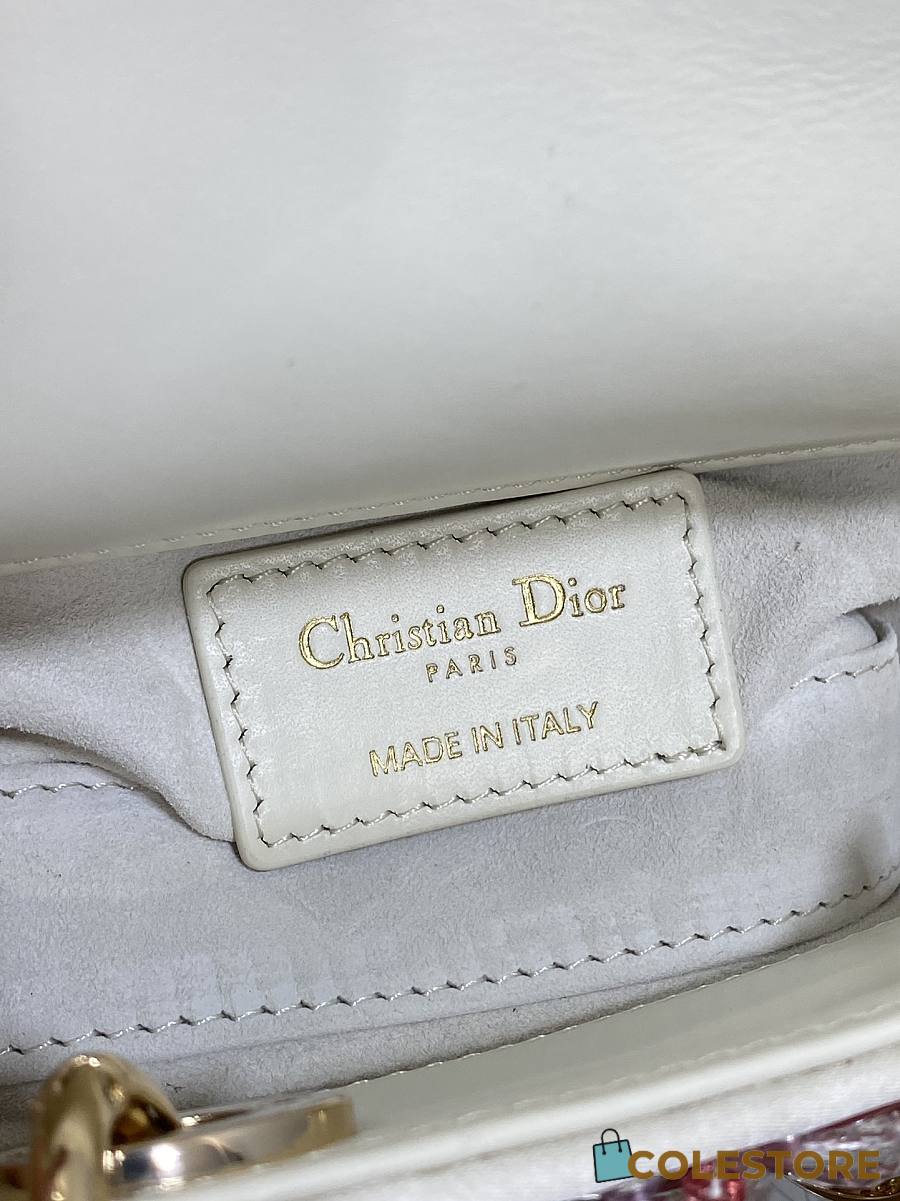 Christian Dior
PARIS
MADE IN ITALY
COLESTORE